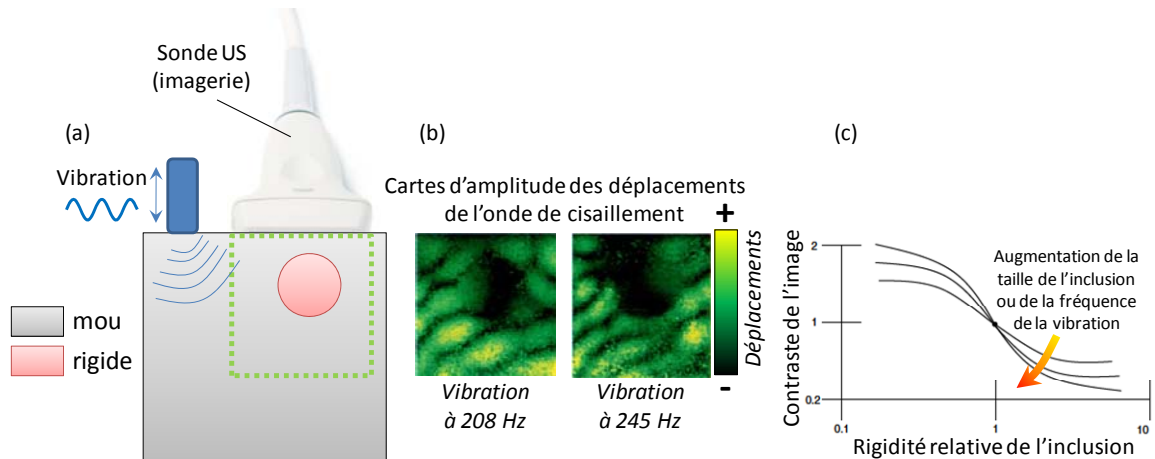 Sonde US
(imagerie)
(a)
Vibration
mou
rigide
(b)
Cartes d'amplitude des déplacements
de l'onde de cisaillement
+
Déplacements
-
Vibration
à 208 Hz
Vibration
à 245 Hz
(c)
Contraste de l'image
2
1
0.2
Augmentation de la
taille de l'inclusion
ou de la fréquence
de la vibration
0.1
1
10
Rigidité relative de l'inclusion